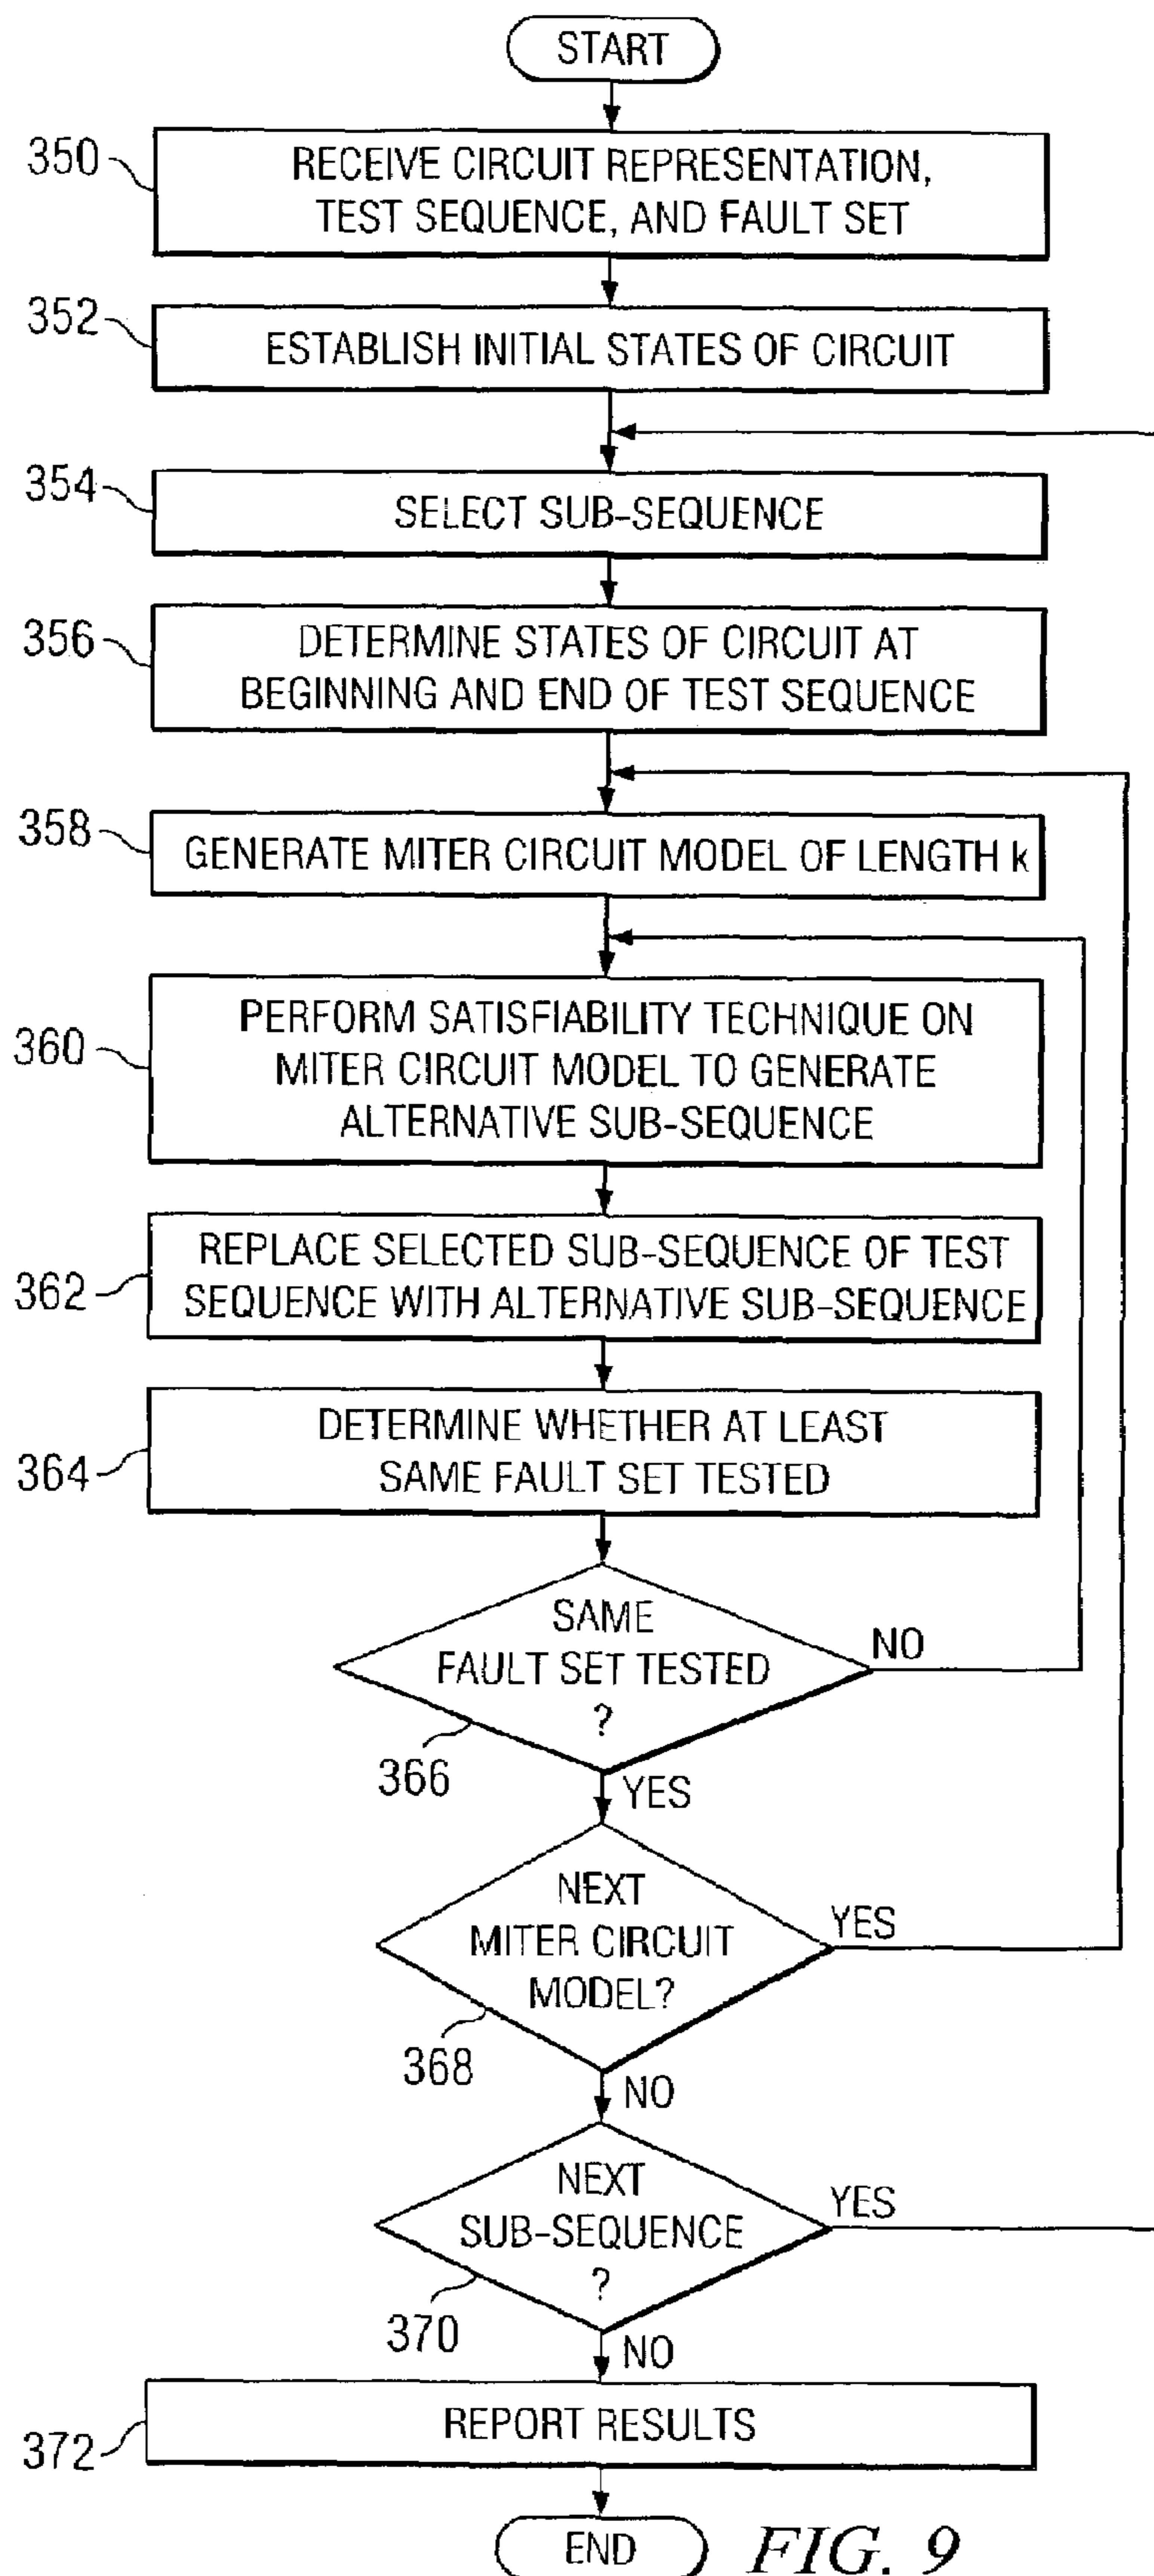 START
350
RECEIVE CIRCUIT REPRESENTATION,
TEST SEQUENCE, AND FAULT SET
352
ESTABLISH INITIAL STATES OF CIRCUIT
354
SELECT SUB-SEQUENCE
356
DETERMINE STATES OF CIRCUIT AT
BEGINNING AND END OF TEST SEQUENCE
358
GENERATE MITER CIRCUIT MODEL OF LENGTH k
360
PERFORM SATISFIABILITY TECHNIQUE ON
MITER CIRCUIT MODEL TO GENERATE
ALTERNATIVE SUB-SEQUENCE
362
REPLACE SELECTED SUB-SEQUENCE OF TEST
SEQUENCE WITH ALTERNATIVE SUB-SEQUENCE
364
DETERMINE WHETHER AT LEAST
SAME FAULT SET TESTED
SAME
FAULT SET TESTED
?
NO
366
YES
NEXT
MITER CIRCUIT
MODEL?
YES
368
NO
NEXT
SUB-SEQUENCE
?
YES
370
NO
372
REPORT RESULTS
END
FIG. 9